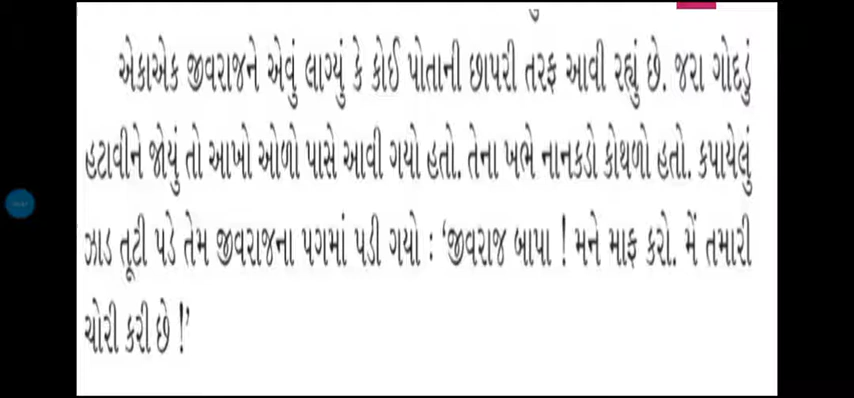 એકાએક જીવરાજને એવું લાગ્યું કે કોઈ પોતાની છાપરી તરફ આવી રહ્યું છે. જરા ગોદડું
હટાવીને જોયું તો આખો ઓળો પાસે આવી ગયો હતો. તેના ખભે નાનકડો કોથળો હતો. કપાયેલું
ઝાડ તૂટી પડે તેમ જીવરાજના પગમાં પડી ગયો : ‘જીવરાજ બાપા ! મને માફ કરો. મેં તમારી
ચોરી કરી છે !’